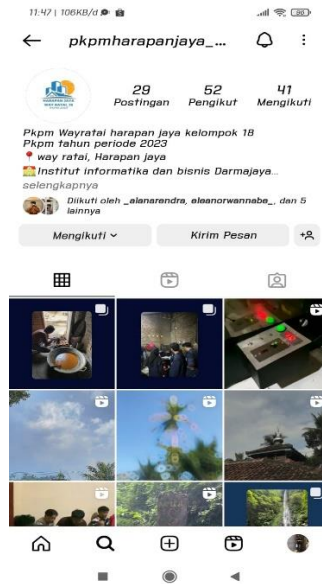 11:47 | 106KB/d
pkpmharapanjaya_...
29 52 41
Postingan Pengikut Mengikuti
Pkpm Wayratai harapan jaya kelompok 18
Pkpm tahun periode 2023
way ratai, Harapan jaya
Institut informatika dan bisnis Darmajaya...
selengkapnya
Diikuti oleh _alanarendra, eleanorwannabe_, dan 5
lainnya
Mengikuti Kirim Pesan